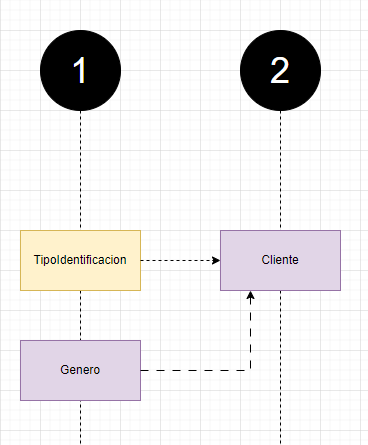 1
2
TipoIdentificacion
Cliente
Genero